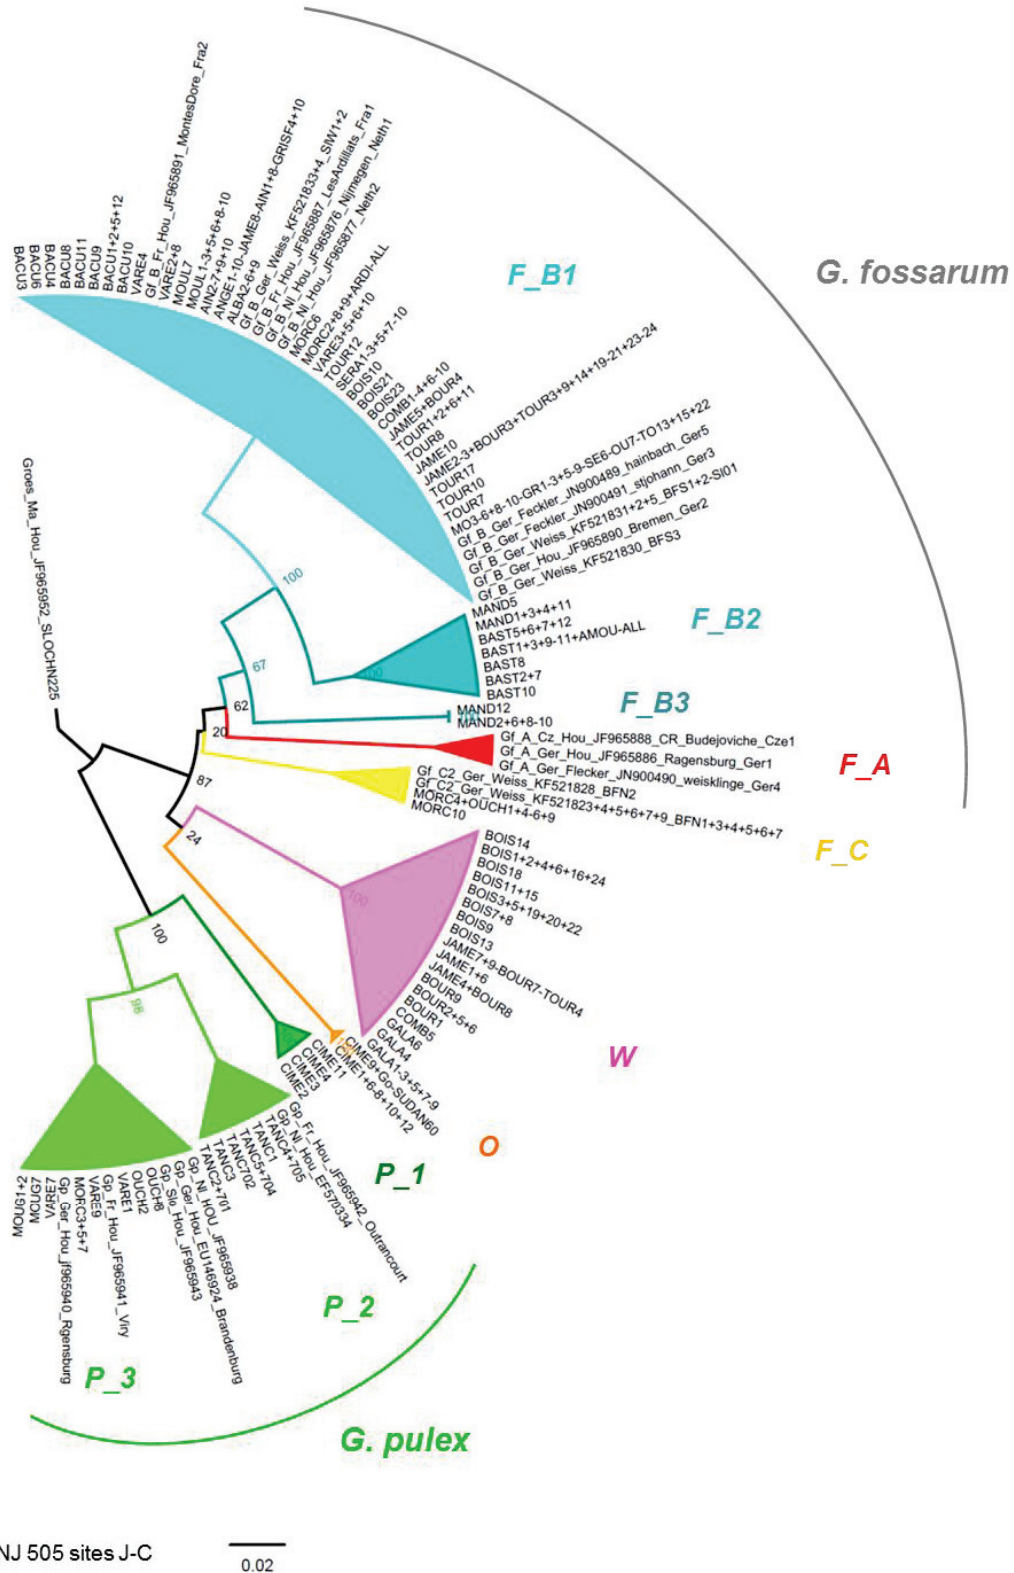 BACU3
BACU6
BACU4
BACU8
BACU11
BACU9
BACU1+2+5+12
BACU10
VARE4
Gf_B_Fr_Hou_JF965891_MontesDore_Fra2
VARE2+8
MOUL7
MOUL1-3+5+6+8-10
AIN2-7+9+10
ANGE1-10-JAME8-AIN1+8-GRISF4+10
ALBA2-6+9
Gf_B_Ger_Weiss_KF521833+4_SIW1+2
Gf_B_Fr_Hou_JF965887_LesArdillats_Fra1
Gf_B_Nl_Hou_JF965876_Nijmegen_Neth1
Gf_B_Nl_Hou_JF965877_Neth2
MORC6
MORC2+8+9+ARDI-ALL
VARE3+5+6+10
TOUR12
SERA1-3+5+7-10
BOIS10
BOIS21
BOIS23
COMB1-4+6-10
JAME5+BOUR4
TOUR1+2+6+11
TOUR8
JAME10
JAME2-3+BOUR3+TOUR3+9+14+19-21+23-24
TOUR17
TOUR10
TOUR7
MO3-6+8-10-GR1-3+5-9-SE6-OU7-TO13+15+22
Gf_B_Ger_Feckler_JN900489_hainbach_Ger5
Gf_B_Ger_Feckler_JN900491_stjohann_Ger3
Gf_B_Ger_Weiss_KF521831+2+5_BFS1+2-SI01
Gf_B_Ger_Hou_JF965890_Bremen_Ger2
Gf_B_Ger_Weiss_KF521830_BFS3
F_B1
G. fossarum
MAND5
MAND1+3+4+11
BAST5+6+7+12
BAST1+3+9-11+AMOU-ALL
BAST8
BAST2+7
BAST10
F_B2
MAND12
MAND2+6+8-10
F_B3
Gf_A_Cz_Hou_JF965888_CR_Budejoviche_Cze1
Gf_A_Ger_Hou_JF965886_Ragensburg_Ger1
Gf_A_Ger_Flecker_JN900490_weisklinge_Ger4
F_A
Gf_C2_Ger_Weiss_KF521828_BFN2
Gf_C2_Ger_Weiss_KF521823+4+5+6+7+9_BFN1+3+4+5+6+7
MORC4+OUCH1+4-6+9
MORC10
F_C
Groes_Ma_Hou_JF965952_SLOCHN225
100
67
100
62
20
87
24
100
100
98
BOIS14
BOIS1+2+4+6+16+24
BOIS18
BOIS11+15
BOIS3+5+19+20+22
BOIS7+8
BOIS9
BOIS13
JAME7+9-BOUR7-TOUR4
JAME1+6
JAME4+BOUR8
BOUR9
BOUR2+5+6
BOUR1
COMB5
GALA6
GALA4
GALA1-3+5+7-9
W
CIME9+Go-SUDAN60
CIME1+6-8+10+12
O
CIME11
CIME4
CIME3
CIME2
P_1
Gp_Fr_Hou_JF965942_Outrancourt
Gp_Nl_Hou_EF570334
TANC4+705
TANC1
TANC5+704
TANC702
TANC3
TANC2+701
P_2
Gp_Nl_HOU_JF965938
Gp_Ger_Hou_EU146924_Brandenburg
Gp_Slo_Hou_JF965943
OUCH8
OUCH2
VARE1
Gp_Fr_Hou_JF965941_Viry
VARE9
MORC3+5+7
Gp_Ger_Hou_jf965940_Rgensburg
VARE7
MOUG7
MOUG1+2
P_3
G. pulex
NJ 505 sites J-C
0.02